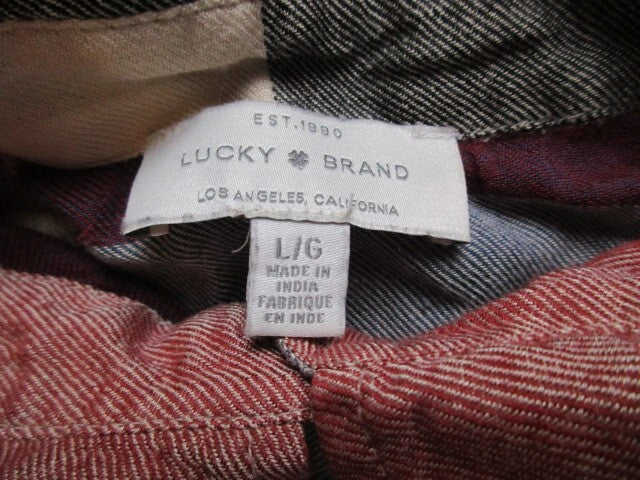 EST.1990
LUCKY BRAND
LOS ANGELES, CALIFORNIA
L/G
MADE IN
INDIA
FABRIQUE
EN INDE